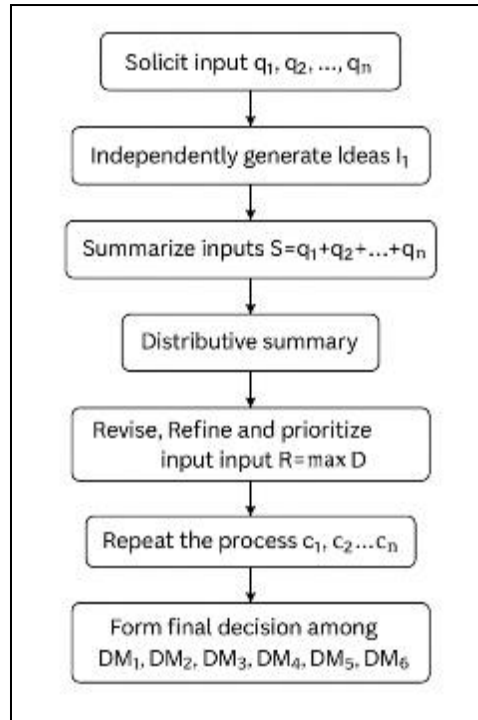 Solicit input q₁, q₂, ..., qₙ
Independently generate Ideas I₁
Summarize inputs S=q₁+q₂+...+qₙ
Distributive summary
Revise, Refine and prioritize
input input R=max D
Repeat the process c₁, c₂...cₙ
Form final decision among
DM₁, DM₂, DM₃, DM₄, DM₅, DM₆